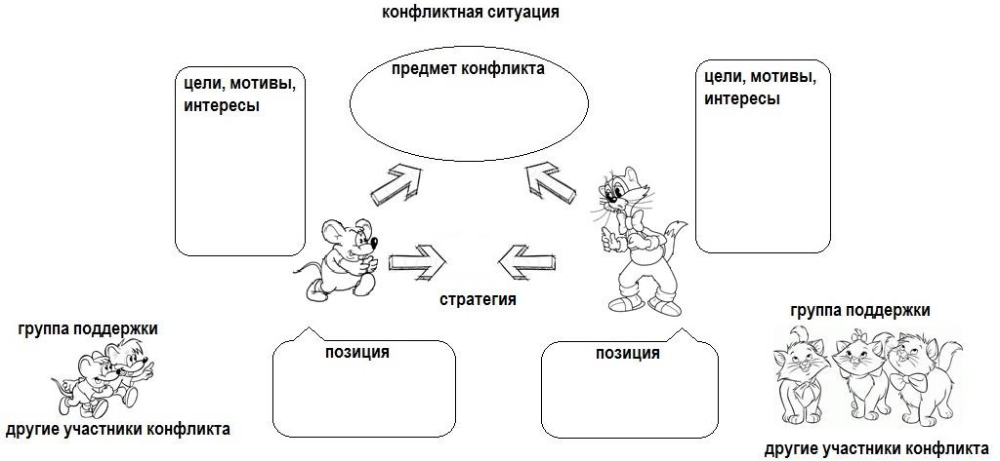 конфликтная ситуация
предмет конфликта
цели, мотивы,
интересы
цели, мотивы,
интересы
стратегия
группа поддержки
другие участники конфликта
позиция
позиция
группа поддержки
другие участники конфликта